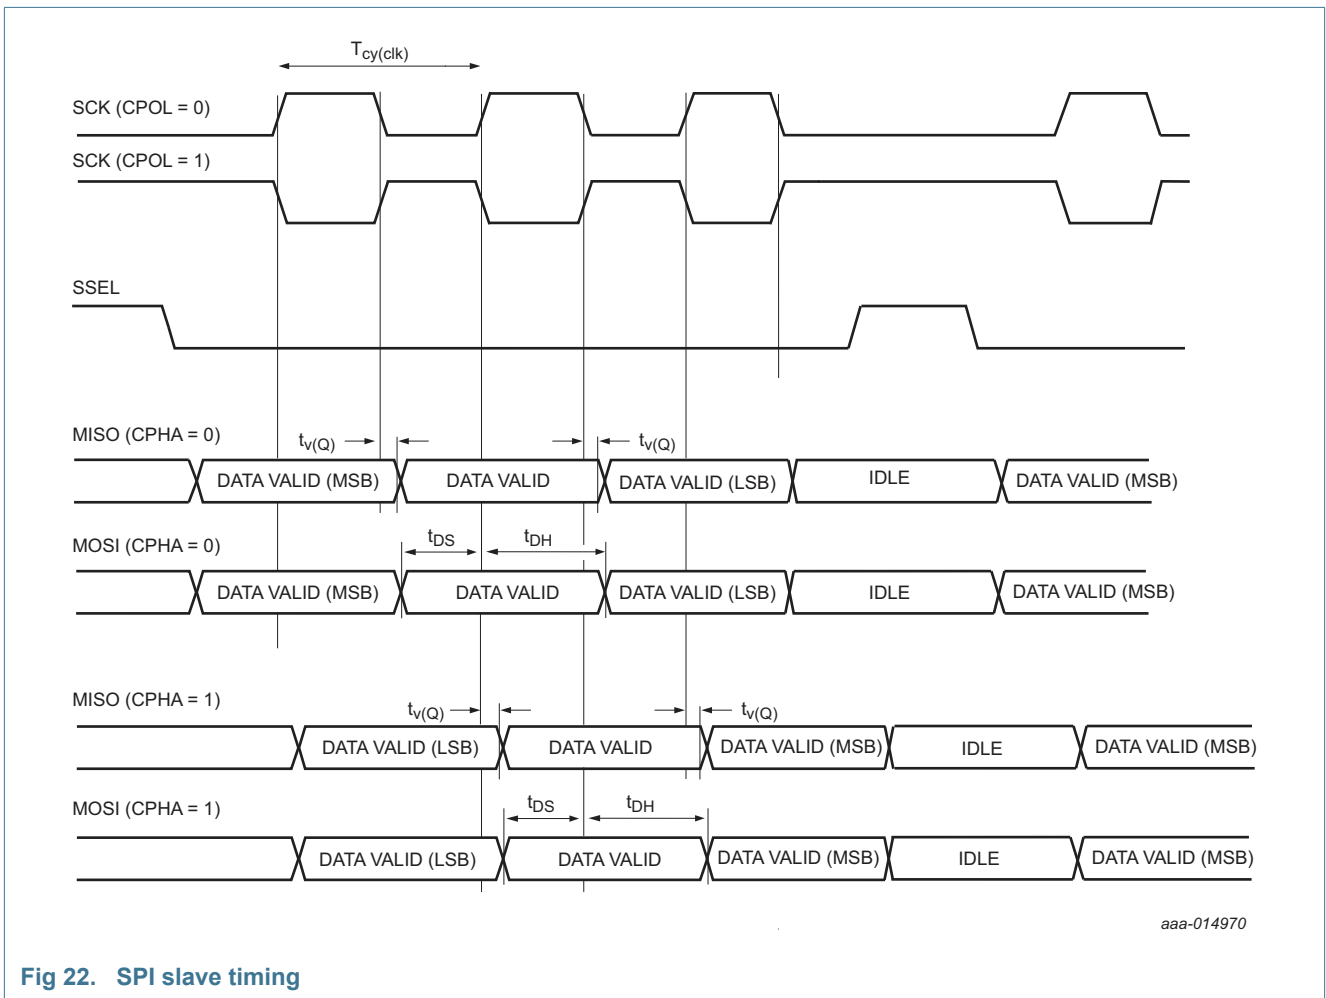 Tcy(clk)
SCK (CPOL = 0)
SCK (CPOL = 1)
SSEL
MISO (CPHA = 0)
tv(Q) tv(Q)
DATA VALID (MSB) DATA VALID DATA VALID (LSB) IDLE DATA VALID (MSB)
MOSI (CPHA = 0)
tDS tDH
DATA VALID (MSB) DATA VALID DATA VALID (LSB) IDLE DATA VALID (MSB)
MISO (CPHA = 1)
tv(Q) tv(Q)
DATA VALID (LSB) DATA VALID DATA VALID (MSB) IDLE DATA VALID (MSB)
MOSI (CPHA = 1)
tDS tDH
DATA VALID (LSB) DATA VALID DATA VALID (MSB) IDLE DATA VALID (MSB)
aaa-014970
Fig 22. SPI slave timing